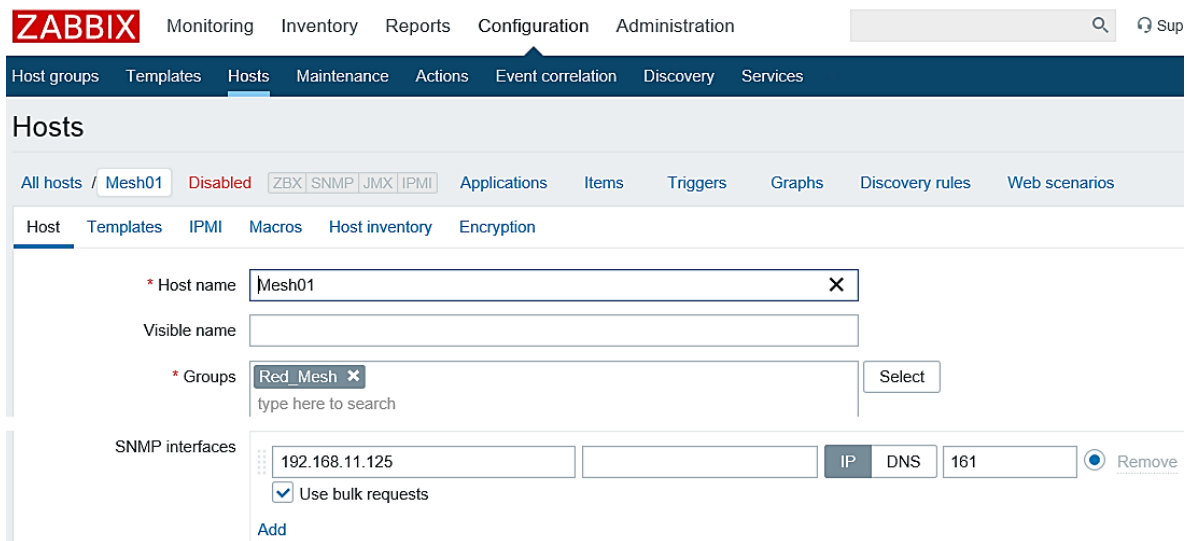 ZABBIX Monitoring Inventory Reports Configuration Administration Sup
Host groups Templates Hosts Maintenance Actions Event correlation Discovery Services
Hosts
All hosts / Mesh01 Disabled ZBX SNMP JMX IPMI Applications Items Triggers Graphs Discovery rules Web scenarios
Host Templates IPMI Macros Host inventory Encryption
* Host name Mesh01
Visible name
* Groups Red_Mesh Select
type here to search
SNMP interfaces
192.168.11.125 IP DNS 161 Remove
Use bulk requests
Add